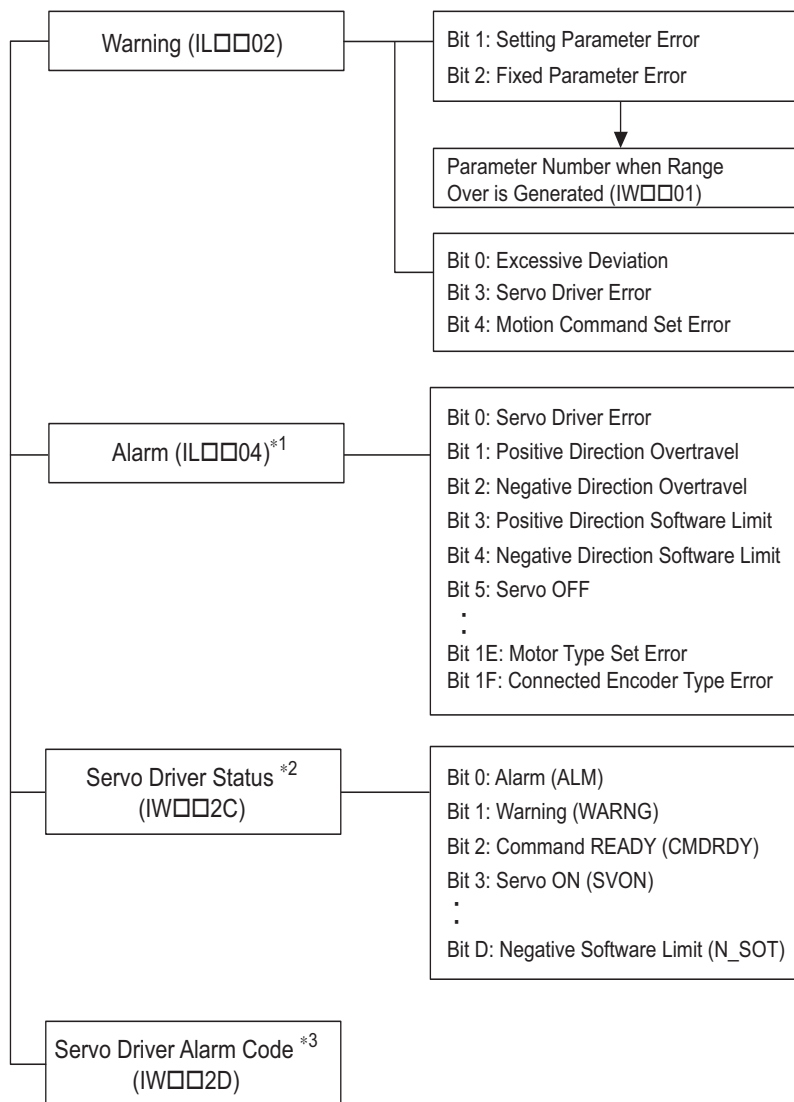 Warning (IL□□02)
Bit 1: Setting Parameter Error
Bit 2: Fixed Parameter Error
Parameter Number when Range
Over is Generated (IW□□01)
Bit 0: Excessive Deviation
Bit 3: Servo Driver Error
Bit 4: Motion Command Set Error
Alarm (IL□□04)*1
Bit 0: Servo Driver Error
Bit 1: Positive Direction Overtravel
Bit 2: Negative Direction Overtravel
Bit 3: Positive Direction Software Limit
Bit 4: Negative Direction Software Limit
Bit 5: Servo OFF
:
Bit 1E: Motor Type Set Error
Bit 1F: Connected Encoder Type Error
Servo Driver Status *2
(IW□□2C)
Bit 0: Alarm (ALM)
Bit 1: Warning (WARNG)
Bit 2: Command READY (CMDRDY)
Bit 3: Servo ON (SVON)
:
Bit D: Negative Software Limit (N_SOT)
Servo Driver Alarm Code *3
(IW□□2D)